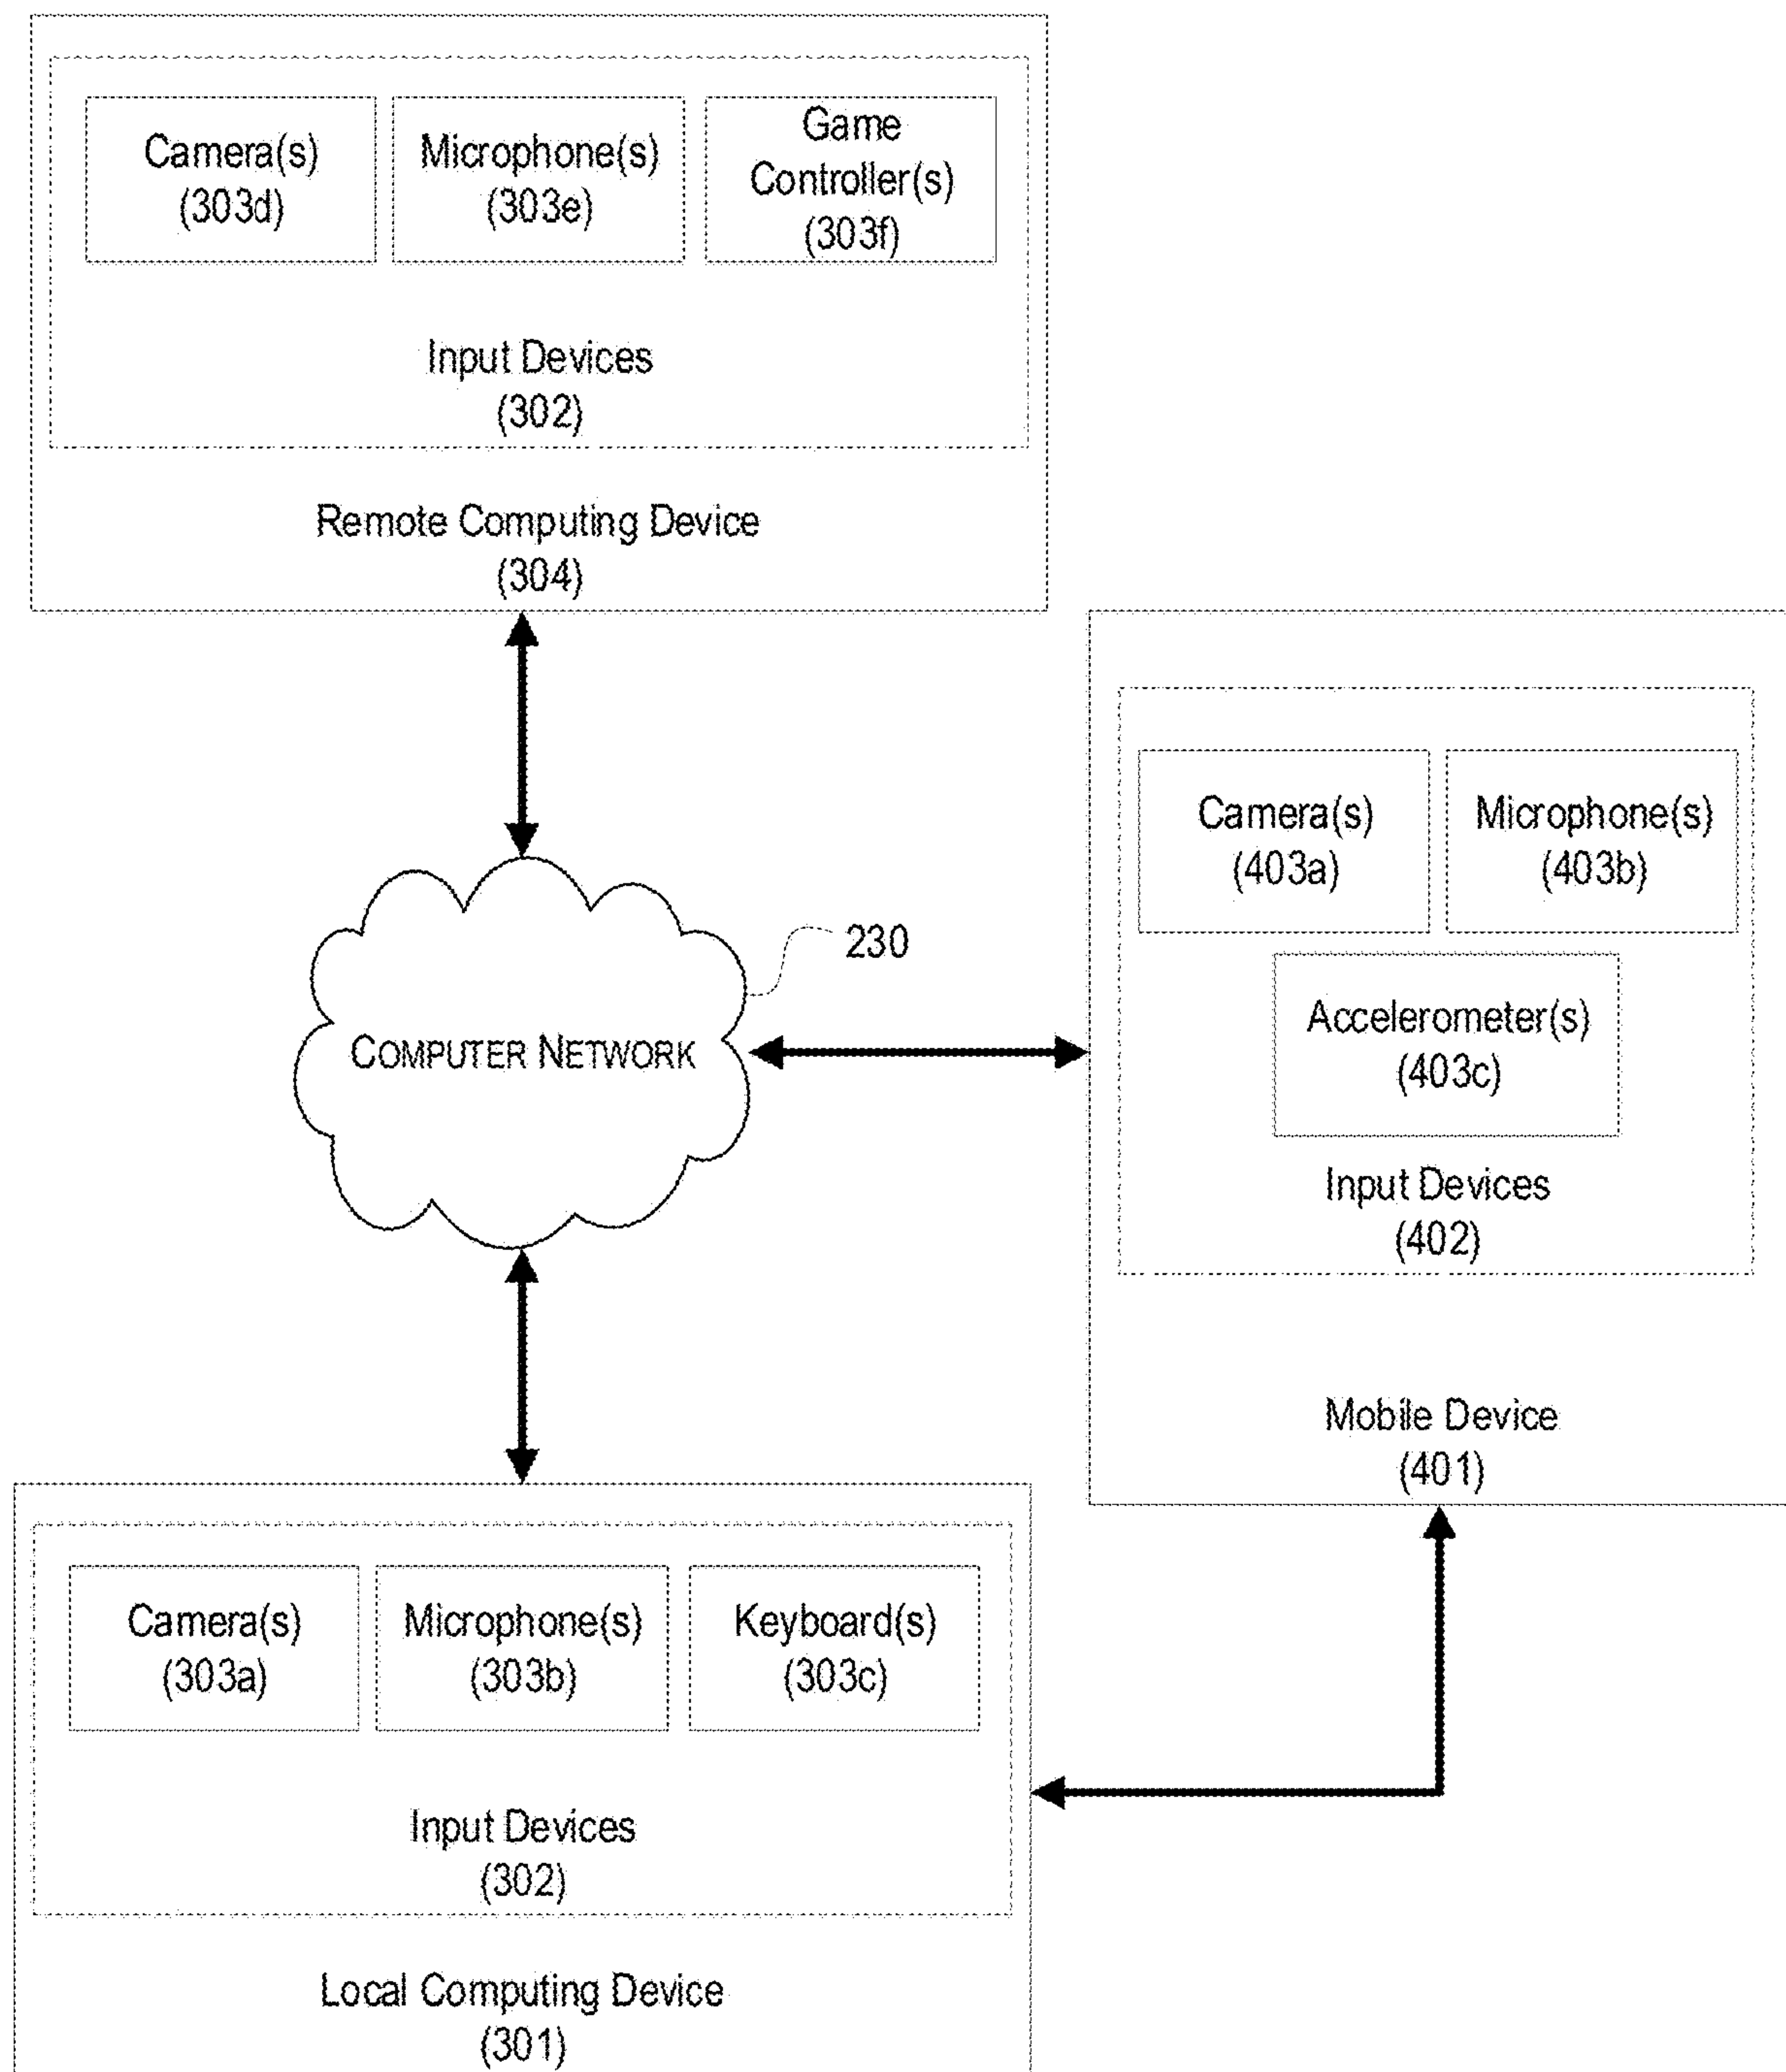 Camera(s)
(303d)
Microphone(s)
(303e)
Game
Controller(s)
(303f)
Input Devices
(302)
Remote Computing Device
(304)
230
COMPUTER NETWORK
Camera(s)
(403a)
Microphone(s)
(403b)
Accelerometer(s)
(403c)
Input Devices
(402)
Mobile Device
(401)
Camera(s)
(303a)
Microphone(s)
(303b)
Keyboard(s)
(303c)
Input Devices
(302)
Local Computing Device
(301)